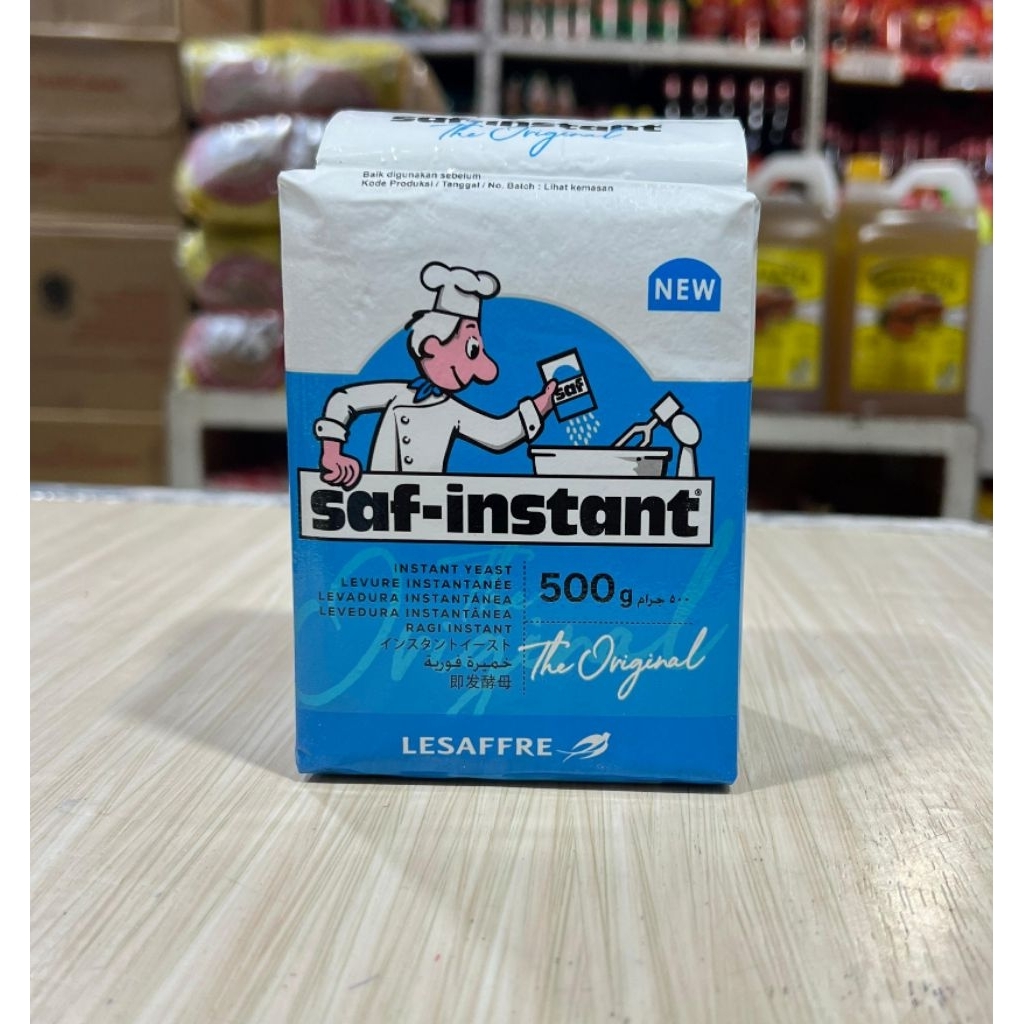 saf-instant
The Original
Baik digunakan sebelum
Kode Produksi / Tanggal / No. Batch : Lihat kemasan
NEW
saf
saf-instant®
INSTANT YEAST
LEVURE INSTANTANÉE
LEVADURA INSTANTÁNEA
LEVEDURA INSTANTÂNEA
RAGI INSTANT
インスタントイースト
خميرة فورية
即发酵母
500g ٥٠٠ جرام
The Original
LESAFFRE